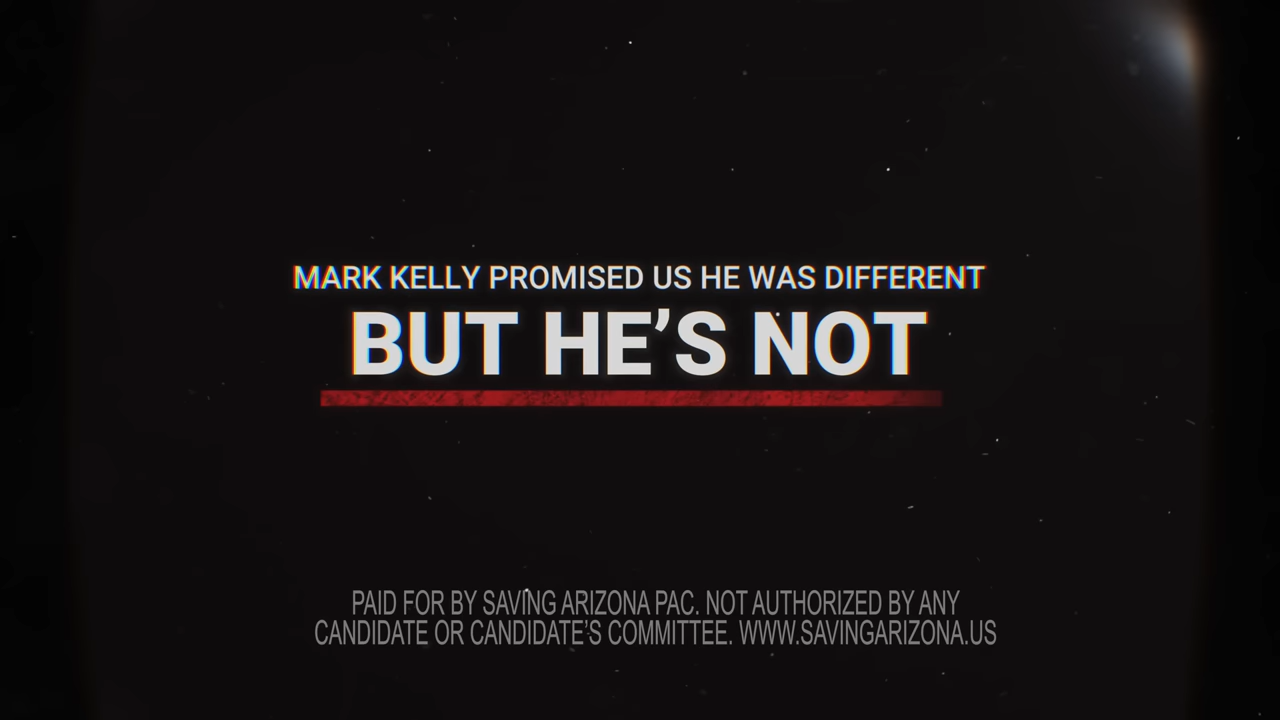 MARK KELLY PROMISED US HE WAS DIFFERENT
BUT HE’S NOT
PAID FOR BY SAVING ARIZONA PAC. NOT AUTHORIZED BY ANY
CANDIDATE OR CANDIDATE’S COMMITTEE. WWW.SAVINGARIZONA.US